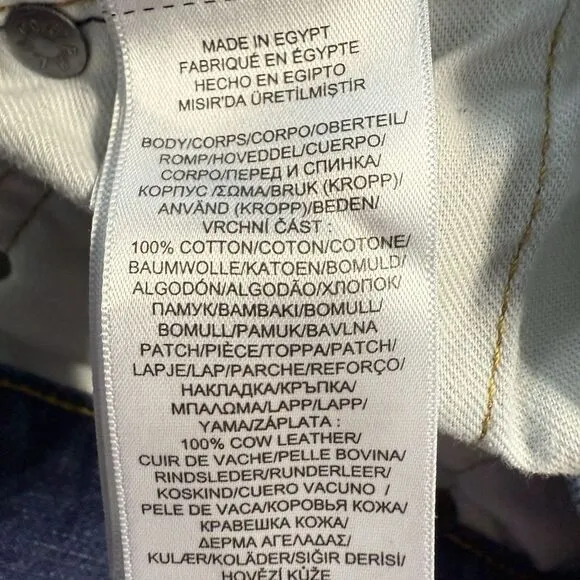 MADE IN EGYPT
FABRIQUÉ EN ÉGYPTE
HECHO EN EGIPTO
MISIR'DA ÜRETİLMİŞTİR
BODY/CORPS/CORPO/OBERTEIL/
ROMP/HOVEDDEL/CUERPO/
CORPO/ПЕРЕД И СПИНКА/
КОРПУС /ΣΩΜΑ/BRUK (KROPP)/
ANVÄND (KROPP)/BEDEN/
VRCHNÍ ČÁST :
100% COTTON/COTON/COTONE/
BAUMWOLLE/KATOEN/BOMULD/
ALGODÓN/ALGODÃO/ХЛОПОК/
ПАМУК/ΒΑΜΒΑΚΙ/BOMULL/
BOMULL/PAMUK/BAVLNA
PATCH/PIÈCE/TOPPA/PATCH/
LAPJE/LAP/PARCHE/REFORÇO/
НАКЛАДКА/КРЪПКА/
ΜΠΑΛΩΜΑ/LAPP/LAPP/
YAMA/ZÁPLATA :
100% COW LEATHER/
CUIR DE VACHE/PELLE BOVINA/
RINDSLEDER/RUNDERLEER/
KOSKIND/CUERO VACUNO /
PELE DE VACA/КОРОВЬЯ КОЖА/
КРАВЕШКА КОЖА/
ΔΕΡΜΑ ΑΓΕΛΑΔΑΣ/
KULÆR/KOLÄDER/SIĞIR DERİSİ/
HOVĚZÍ KŮŽE